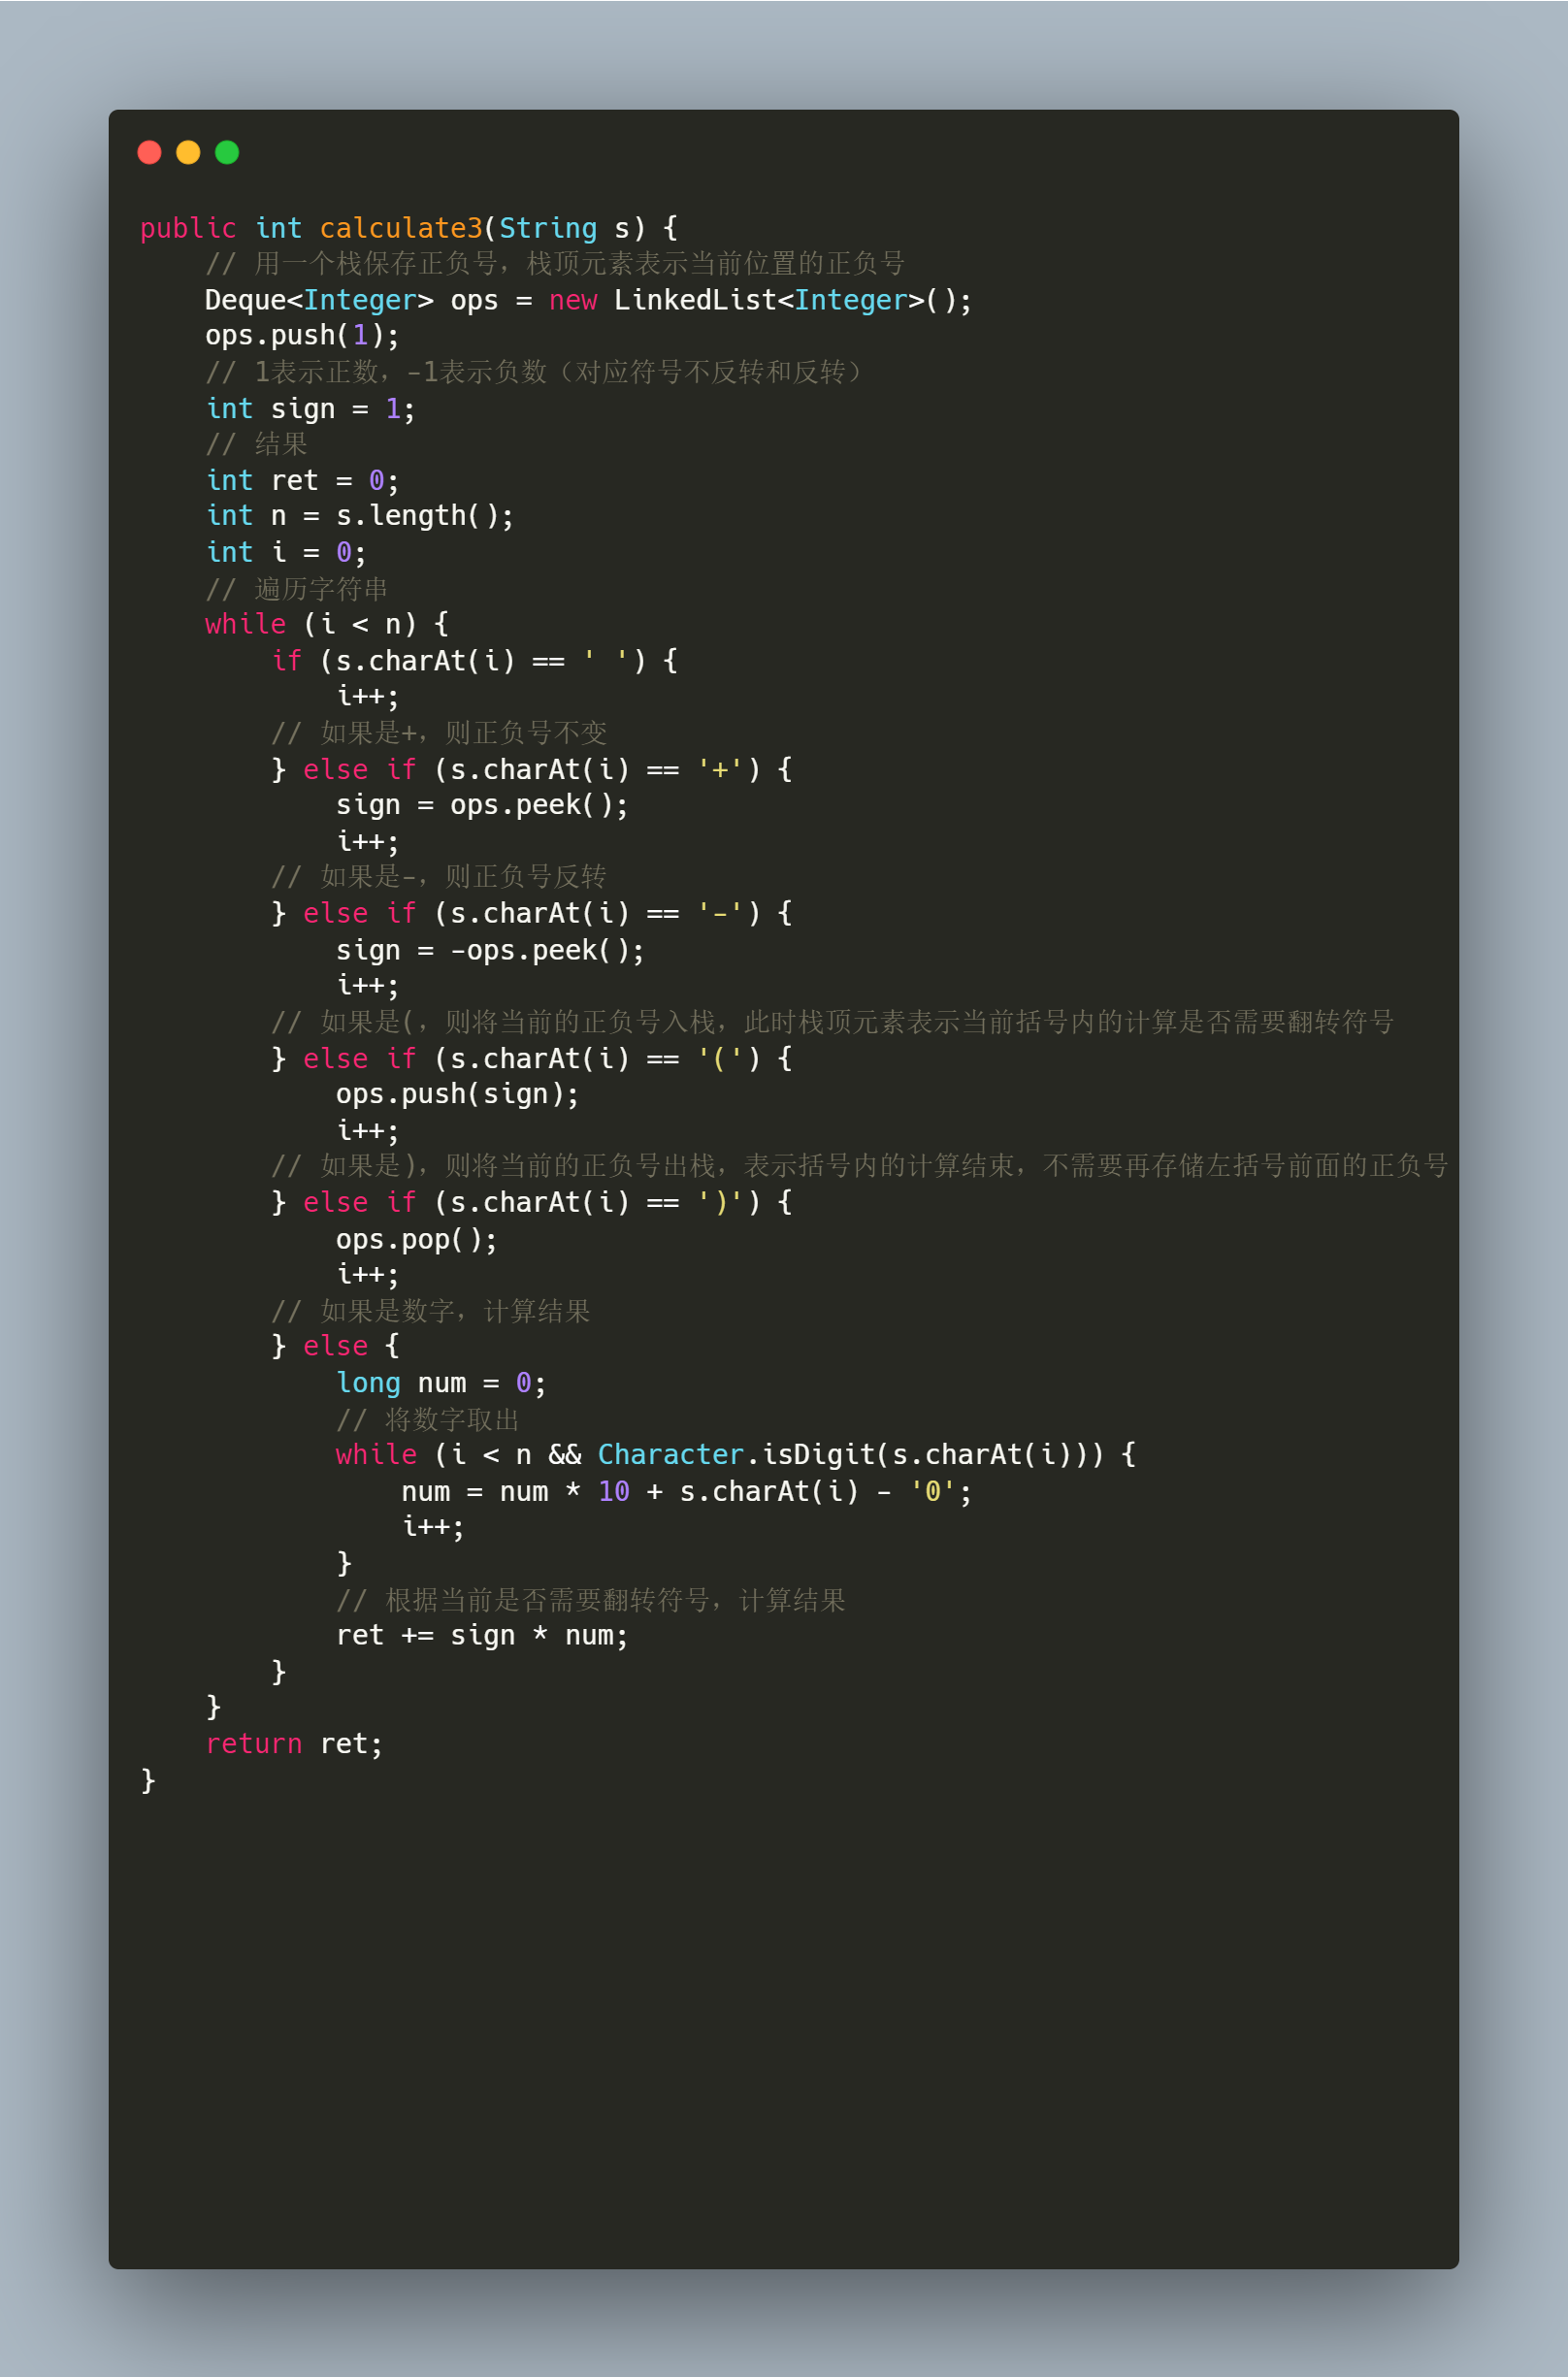 public int calculate3(String s) {
    // 用一个栈保存正负号，栈顶元素表示当前位置的正负号
    Deque<Integer> ops = new LinkedList<Integer>();
    ops.push(1);
    // 1表示正数，-1表示负数（对应符号不反转和反转）
    int sign = 1;
    // 结果
    int ret = 0;
    int n = s.length();
    int i = 0;
    // 遍历字符串
    while (i < n) {
        if (s.charAt(i) == ' ') {
            i++;
        // 如果是+，则正负号不变
        } else if (s.charAt(i) == '+') {
            sign = ops.peek();
            i++;
        // 如果是-，则正负号反转
        } else if (s.charAt(i) == '-') {
            sign = -ops.peek();
            i++;
        // 如果是(，则将当前的正负号入栈，此时栈顶元素表示当前括号内的计算是否需要翻转符号
        } else if (s.charAt(i) == '(') {
            ops.push(sign);
            i++;
        // 如果是)，则将当前的正负号出栈，表示括号内的计算结束，不需要再存储左括号前面的正负号
        } else if (s.charAt(i) == ')') {
            ops.pop();
            i++;
        // 如果是数字，计算结果
        } else {
            long num = 0;
            // 将数字取出
            while (i < n && Character.isDigit(s.charAt(i))) {
                num = num * 10 + s.charAt(i) - '0';
                i++;
            }
            // 根据当前是否需要翻转符号，计算结果
            ret += sign * num;
        }
    }
    return ret;
}